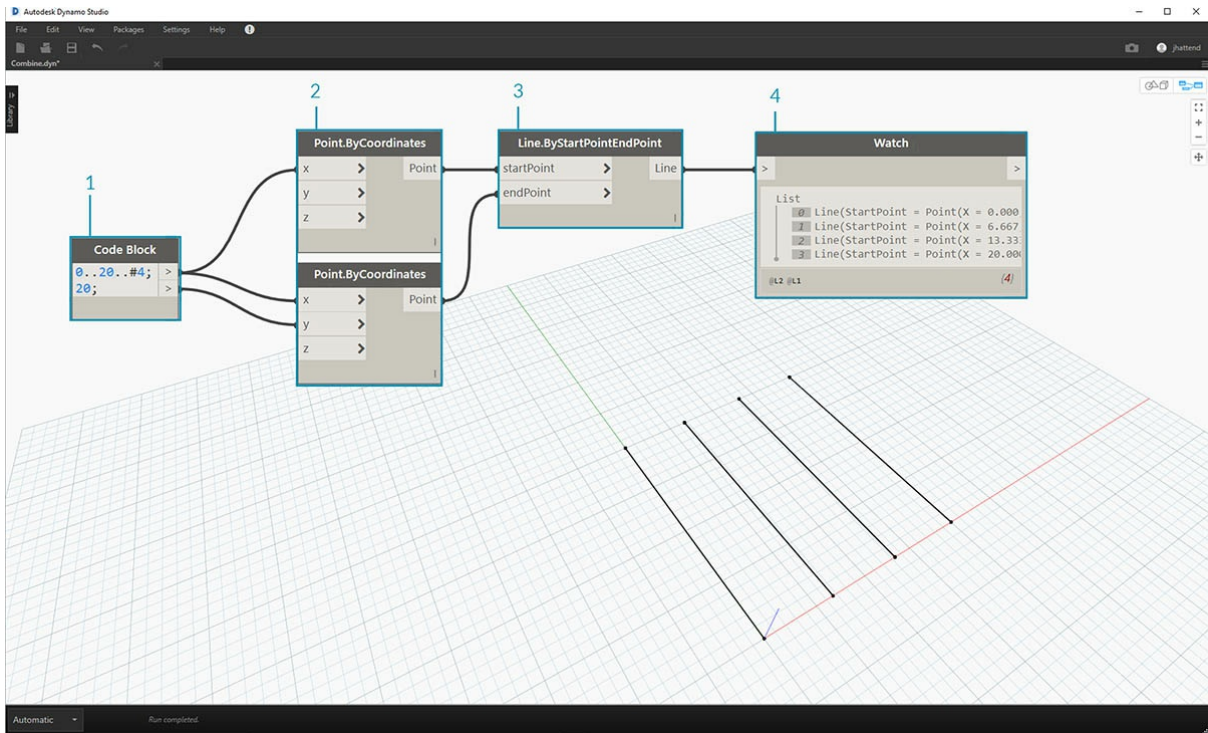 Autodesk Dynamo Studio
File Edit View Packages Settings Help
jhattend
Combine.dyn*
Library
1
2
3
4
Code Block
0..20..#4; >
20; >
Point.ByCoordinates
x > Point
y >
z >
Point.ByCoordinates
x > Point
y >
z >
Line.ByStartPointEndPoint
startPoint > Line
endPoint >
Watch
> >
List
0 Line(StartPoint = Point(X = 0.000
1 Line(StartPoint = Point(X = 6.667
2 Line(StartPoint = Point(X = 13.33
3 Line(StartPoint = Point(X = 20.00
@L2 @L1 {4}
Automatic Run completed.